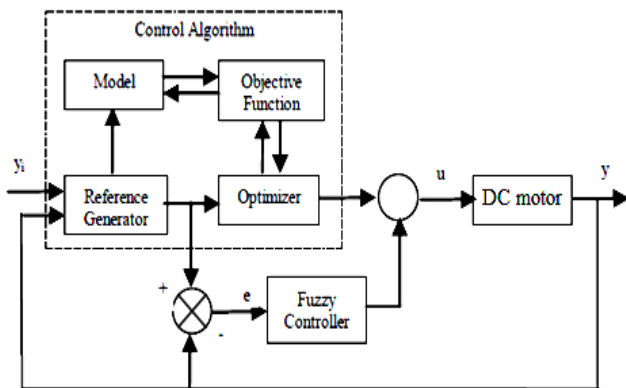 Control Algorithm
Model
Objective
Function
yi
Reference
Generator
Optimizer
u
DC motor
y
+
e
-
Fuzzy
Controller